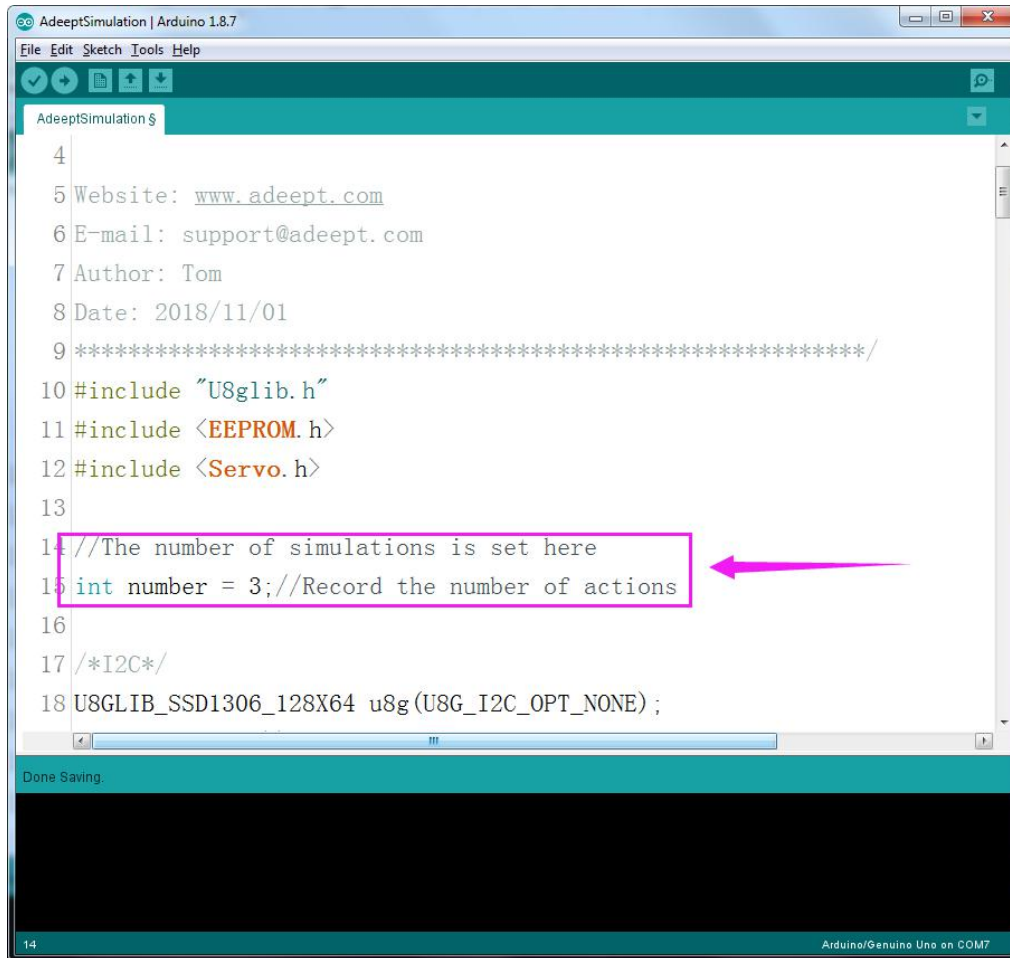 AdeeptSimulation | Arduino 1.8.7
File Edit Sketch Tools Help
AdeeptSimulation §
4
5 Website: www.adeept.com
6 E-mail: support@adeept.com
7 Author: Tom
8 Date: 2018/11/01
9 ***********************************************************/
10 #include "U8glib.h"
11 #include <EEPROM.h>
12 #include <Servo.h>
13
14 //The number of simulations is set here
15 int number = 3;//Record the number of actions
16
17 /*I2C*/
18 U8GLIB_SSD1306_128X64 u8g(U8G_I2C_OPT_NONE);
Done Saving.
14 Arduino/Genuino Uno on COM7